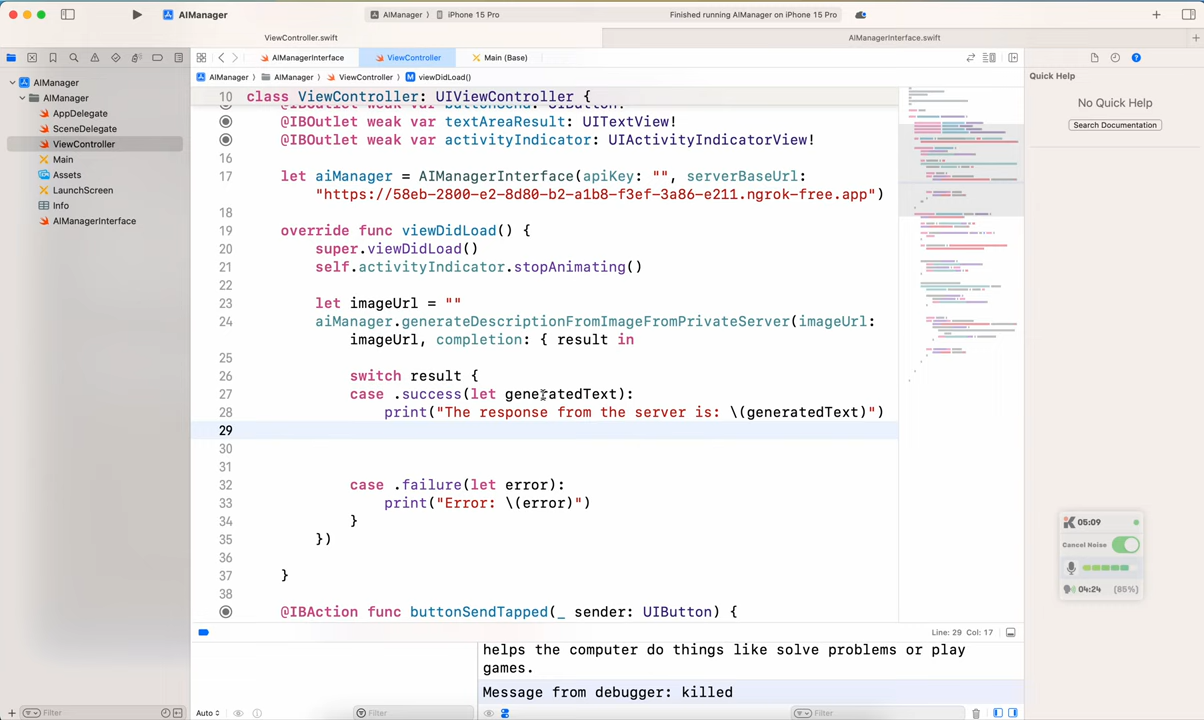 AIManager
AIManager
iPhone 15 Pro
Finished running AIManager on iPhone 15 Pro
ViewController.swift
AIManagerInterface.swift
AIManagerInterface
ViewController
Main (Base)
AIManager
AIManager
ViewController
M viewDidLoad()
AIManager
AIManager
AppDelegate
SceneDelegate
ViewController
Main
Assets
LaunchScreen
Info
AIManagerInterface
10 class ViewController: UIViewController {
@IBOutlet weak var buttonSend: UIButton!
@IBOutlet weak var textAreaResult: UITextView!
@IBOutlet weak var activityIndicator: UIActivityIndicatorView!
16
17 let aiManager = AIManagerInterface(apiKey: "", serverBaseUrl:
"https://58eb-2800-e2-8d80-b2-a1b8-f3ef-3a86-e211.ngrok-free.app")
18
19 override func viewDidLoad() {
20 super.viewDidLoad()
21 self.activityIndicator.stopAnimating()
22
23 let imageUrl = ""
24 aiManager.generateDescriptionFromImageFromPrivateServer(imageUrl:
imageUrl, completion: { result in
25
26 switch result {
27 case .success(let generatedText):
28 print("The response from the server is: \(generatedText)")
29
30
31
32 case .failure(let error):
33 print("Error: \(error)")
34 }
35 })
36
37 }
38
@IBAction func buttonSendTapped(_ sender: UIButton) {
Line: 29 Col: 17
helps the computer do things like solve problems or play
games.
Message from debugger: killed
Quick Help
No Quick Help
Search Documentation
05:09
Cancel Noise
04:24 (85%)
Filter
Auto
Filter
Filter